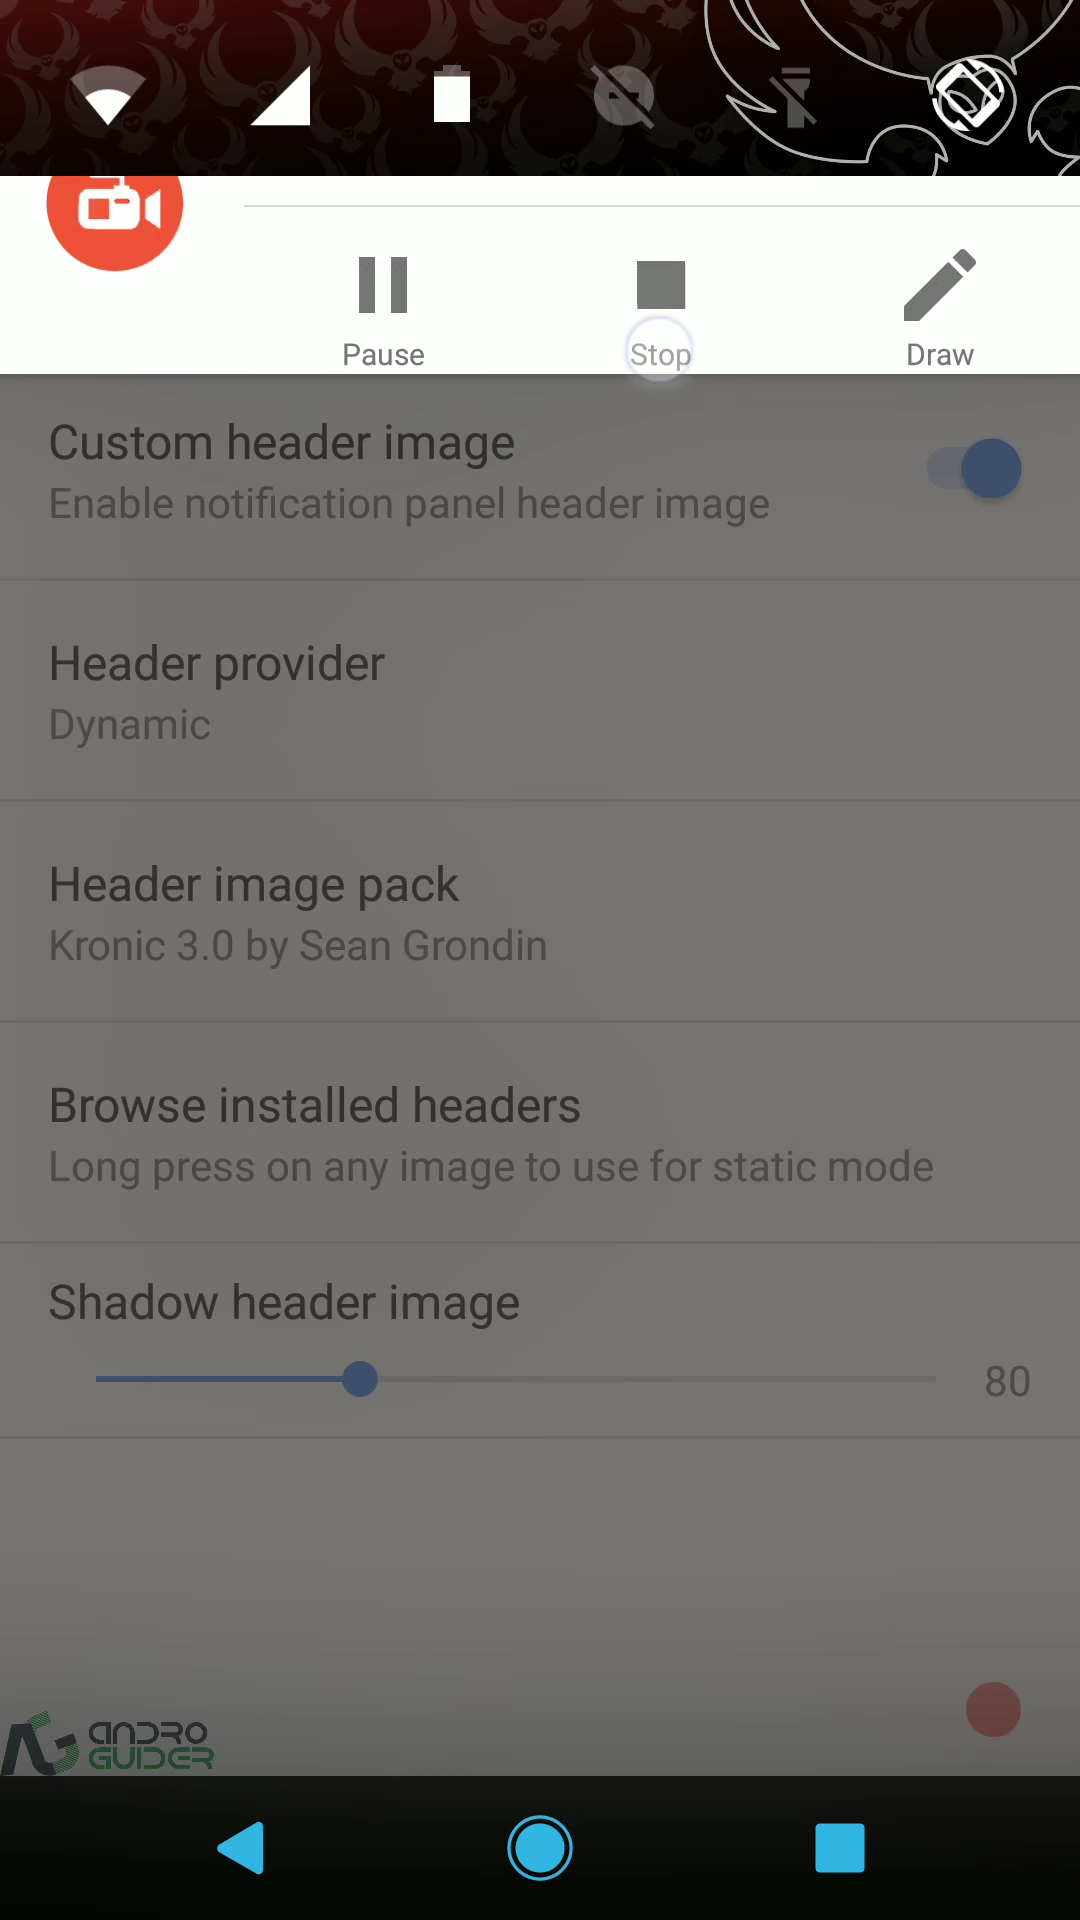 Pause Stop Draw
Custom header image
Enable notification panel header image
Header provider
Dynamic
Header image pack
Kronic 3.0 by Sean Grondin
Browse installed headers
Long press on any image to use for static mode
Shadow header image
80
AG ANDRO
GUIDER